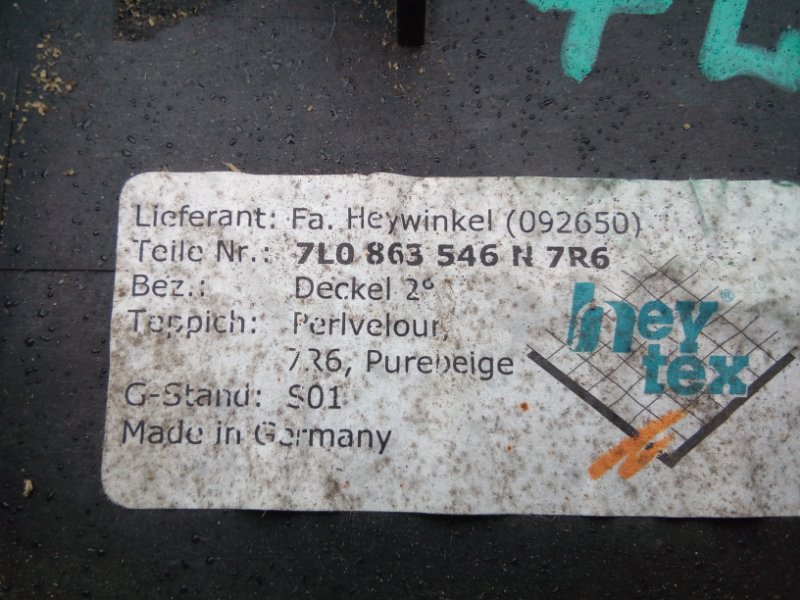 Lieferant: Fa. Heywinkel (092650)
Teile Nr.: 7L0 863 546 N 7R6
Bez.: Deckel 2°
Teppich: Perlvelour,
7R6, Purebeige
G-Stand: S01
Made in Germany
hey®
tex